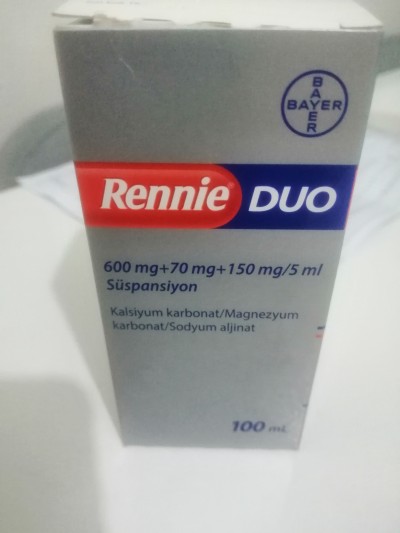 BAYER
BAYER
Rennie® DUO
600 mg+70 mg+150 mg/5 ml
Süspansiyon
Kalsiyum karbonat/Magnezyum
karbonat/Sodyum aljinat
100 mL